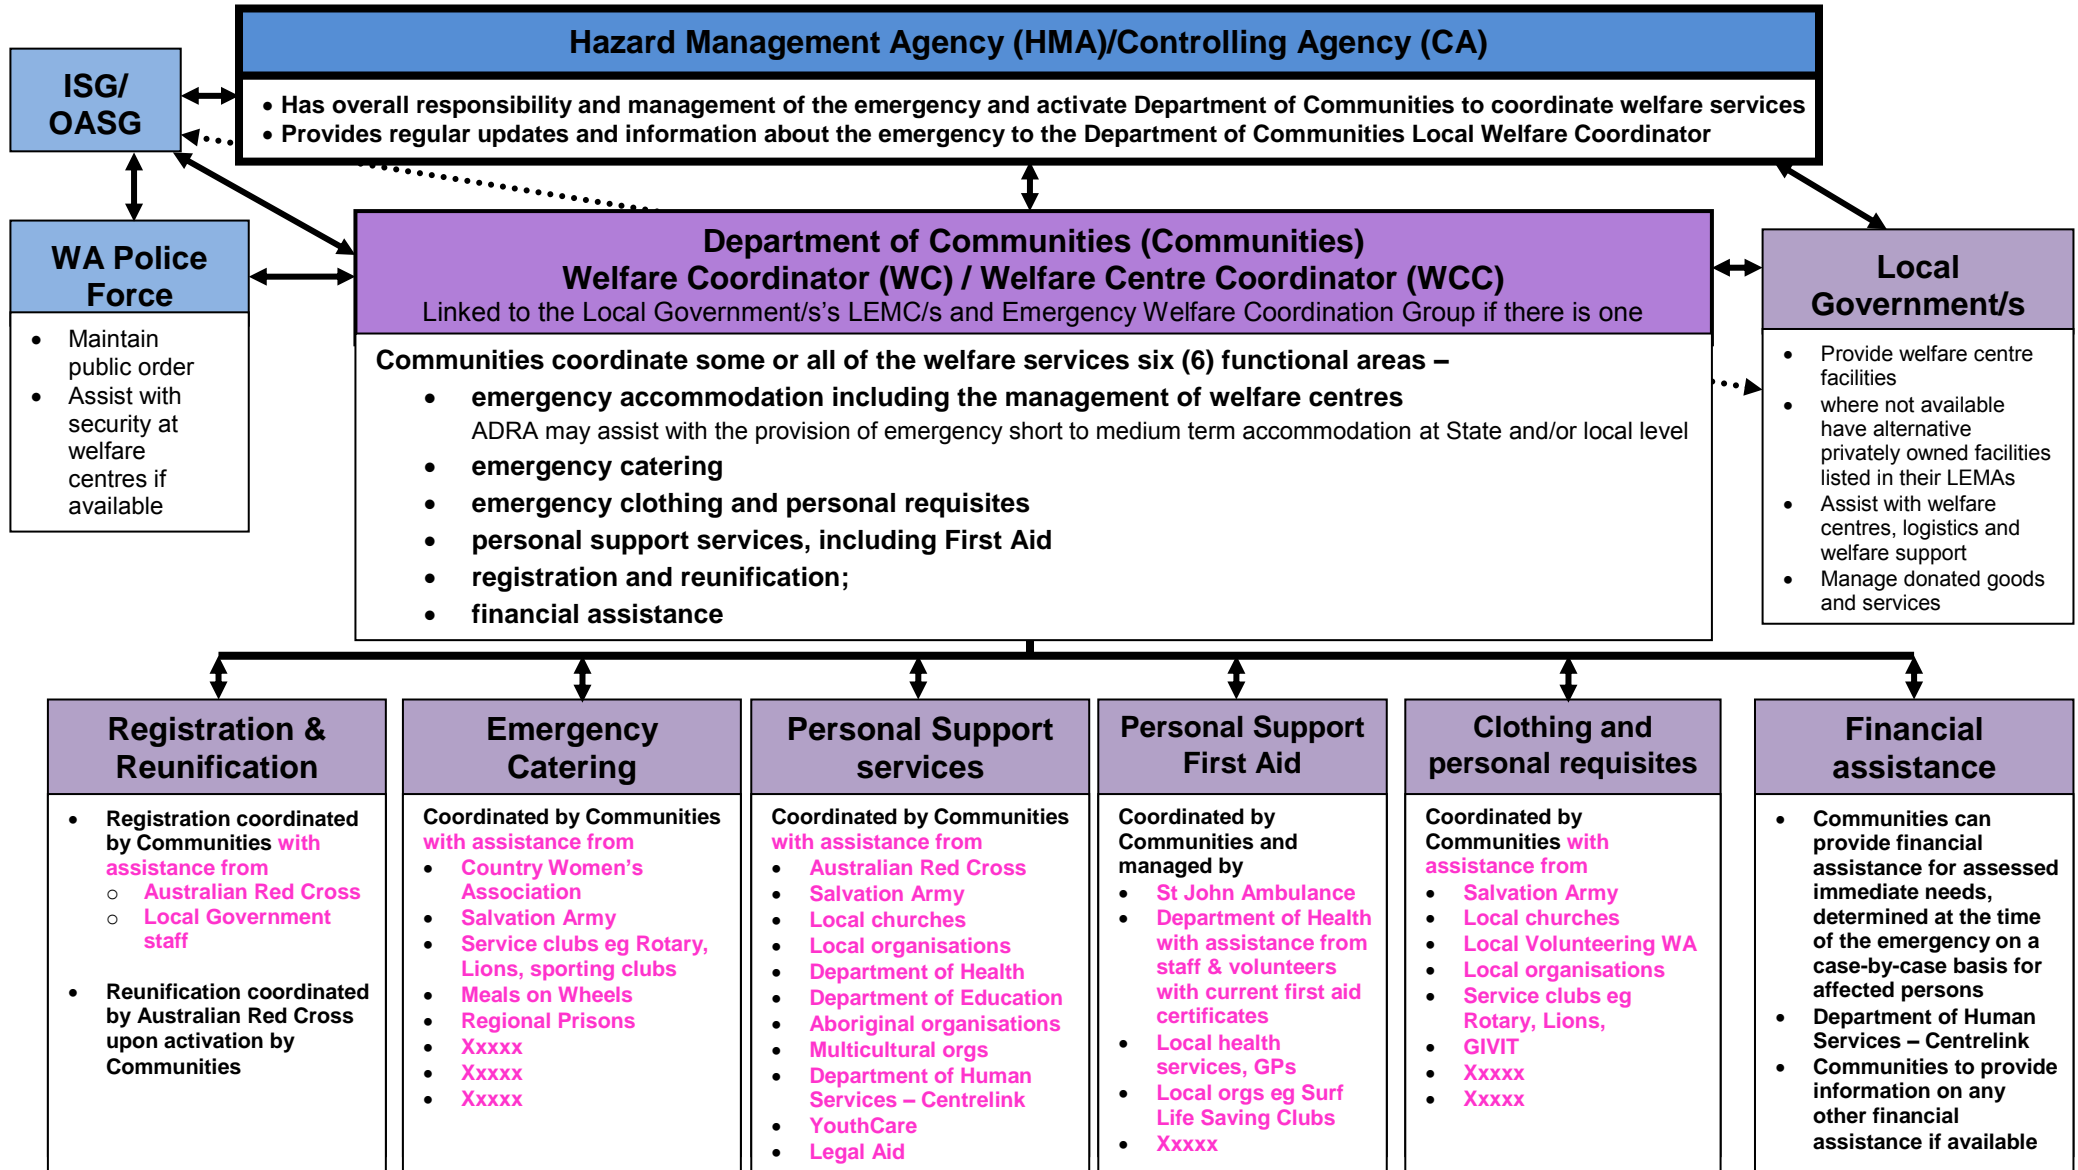 Hazard Management Agency (HMA)/Controlling Agency (CA)
• Has overall responsibility and management of the emergency and activate Department of Communities to coordinate welfare services
• Provides regular updates and information about the emergency to the Department of Communities Local Welfare Coordinator
ISG/
OASG
WA Police
Force
• Maintain
public order
• Assist with
security at
welfare
centres if
available
Department of Communities (Communities)
Welfare Coordinator (WC) / Welfare Centre Coordinator (WCC)
Linked to the Local Government/s's LEMC/s and Emergency Welfare Coordination Group if there is one
Communities coordinate some or all of the welfare services six (6) functional areas –
• emergency accommodation including the management of welfare centres
ADRA may assist with the provision of emergency short to medium term accommodation at State and/or local level
• emergency catering
• emergency clothing and personal requisites
• personal support services, including First Aid
• registration and reunification;
• financial assistance
Local
Government/s
• Provide welfare centre
facilities
• where not available
have alternative
privately owned facilities
listed in their LEMAs
• Assist with welfare
centres, logistics and
welfare support
• Manage donated goods
and services
Registration &
Reunification
• Registration coordinated
by Communities with
assistance from
o Australian Red Cross
o Local Government
staff
• Reunification coordinated
by Australian Red Cross
upon activation by
Communities
Emergency
Catering
Coordinated by Communities
with assistance from
• Country Women's
Association
• Salvation Army
• Service clubs eg Rotary,
Lions, sporting clubs
• Meals on Wheels
• Regional Prisons
• Xxxxx
• Xxxxx
• Xxxxx
Personal Support
services
Coordinated by Communities
with assistance from
• Australian Red Cross
• Salvation Army
• Local churches
• Local organisations
• Department of Health
• Department of Education
• Aboriginal organisations
• Multicultural orgs
• Department of Human
Services – Centrelink
• YouthCare
• Legal Aid
Personal Support
First Aid
Coordinated by
Communities and
managed by
• St John Ambulance
• Department of Health
with assistance from
staff & volunteers
with current first aid
certificates
• Local health
services, GPs
• Local orgs eg Surf
Life Saving Clubs
• Xxxxx
Clothing and
personal requisites
Coordinated by
Communities with
assistance from
• Salvation Army
• Local churches
• Local Volunteering WA
• Local organisations
• Service clubs eg
Rotary, Lions,
• GIVIT
• Xxxxx
• Xxxxx
Financial
assistance
• Communities can
provide financial
assistance for assessed
immediate needs,
determined at the time
of the emergency on a
case-by-case basis for
affected persons
• Department of Human
Services – Centrelink
• Communities to provide
information on any
other financial
assistance if available